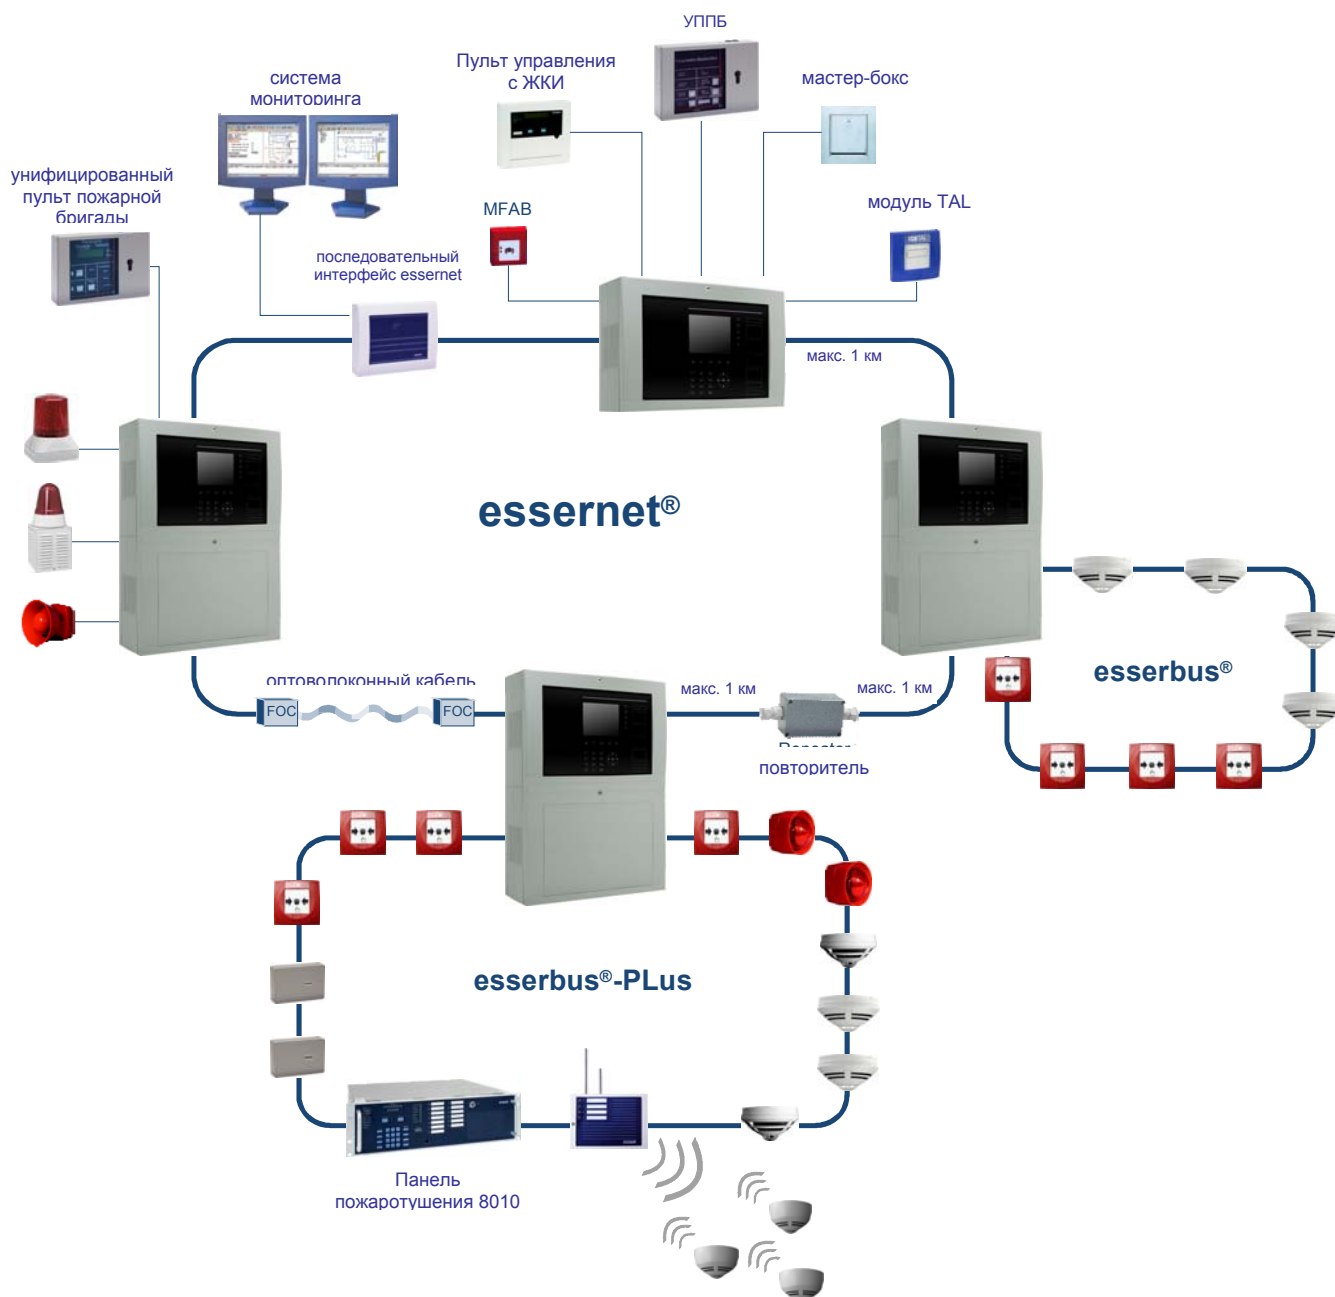 УППБ
Пульт управления
с ЖКИ
мастер-бокс
система
мониторинга
унифицированный
пульт пожарной
бригады
MFAB
модуль TAL
последовательный
интерфейс essernet
макс. 1 км
essernet®
esserbus®
оптоволоконный кабель
FOC
FOC
макс. 1 км
макс. 1 км
Repeater
повторитель
esserbus®-PLus
Панель
пожаротушения 8010